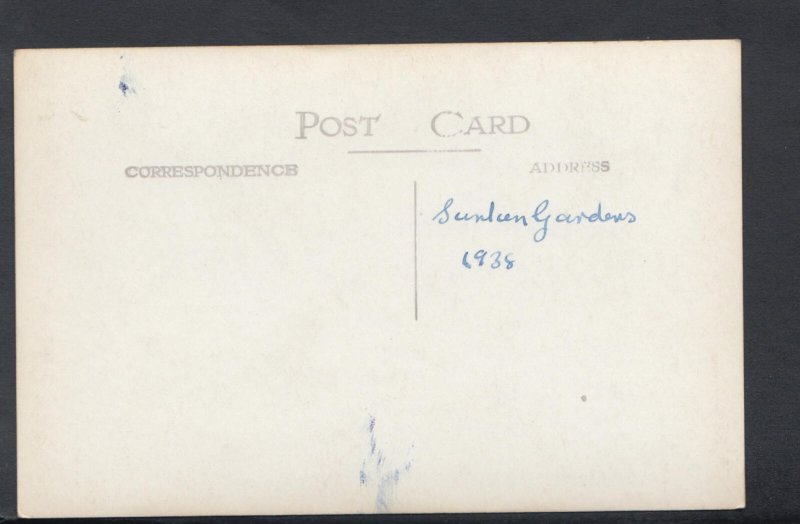 POST CARD
CORRESPONDENCE
ADDRESS
Sunken Gardens
1938